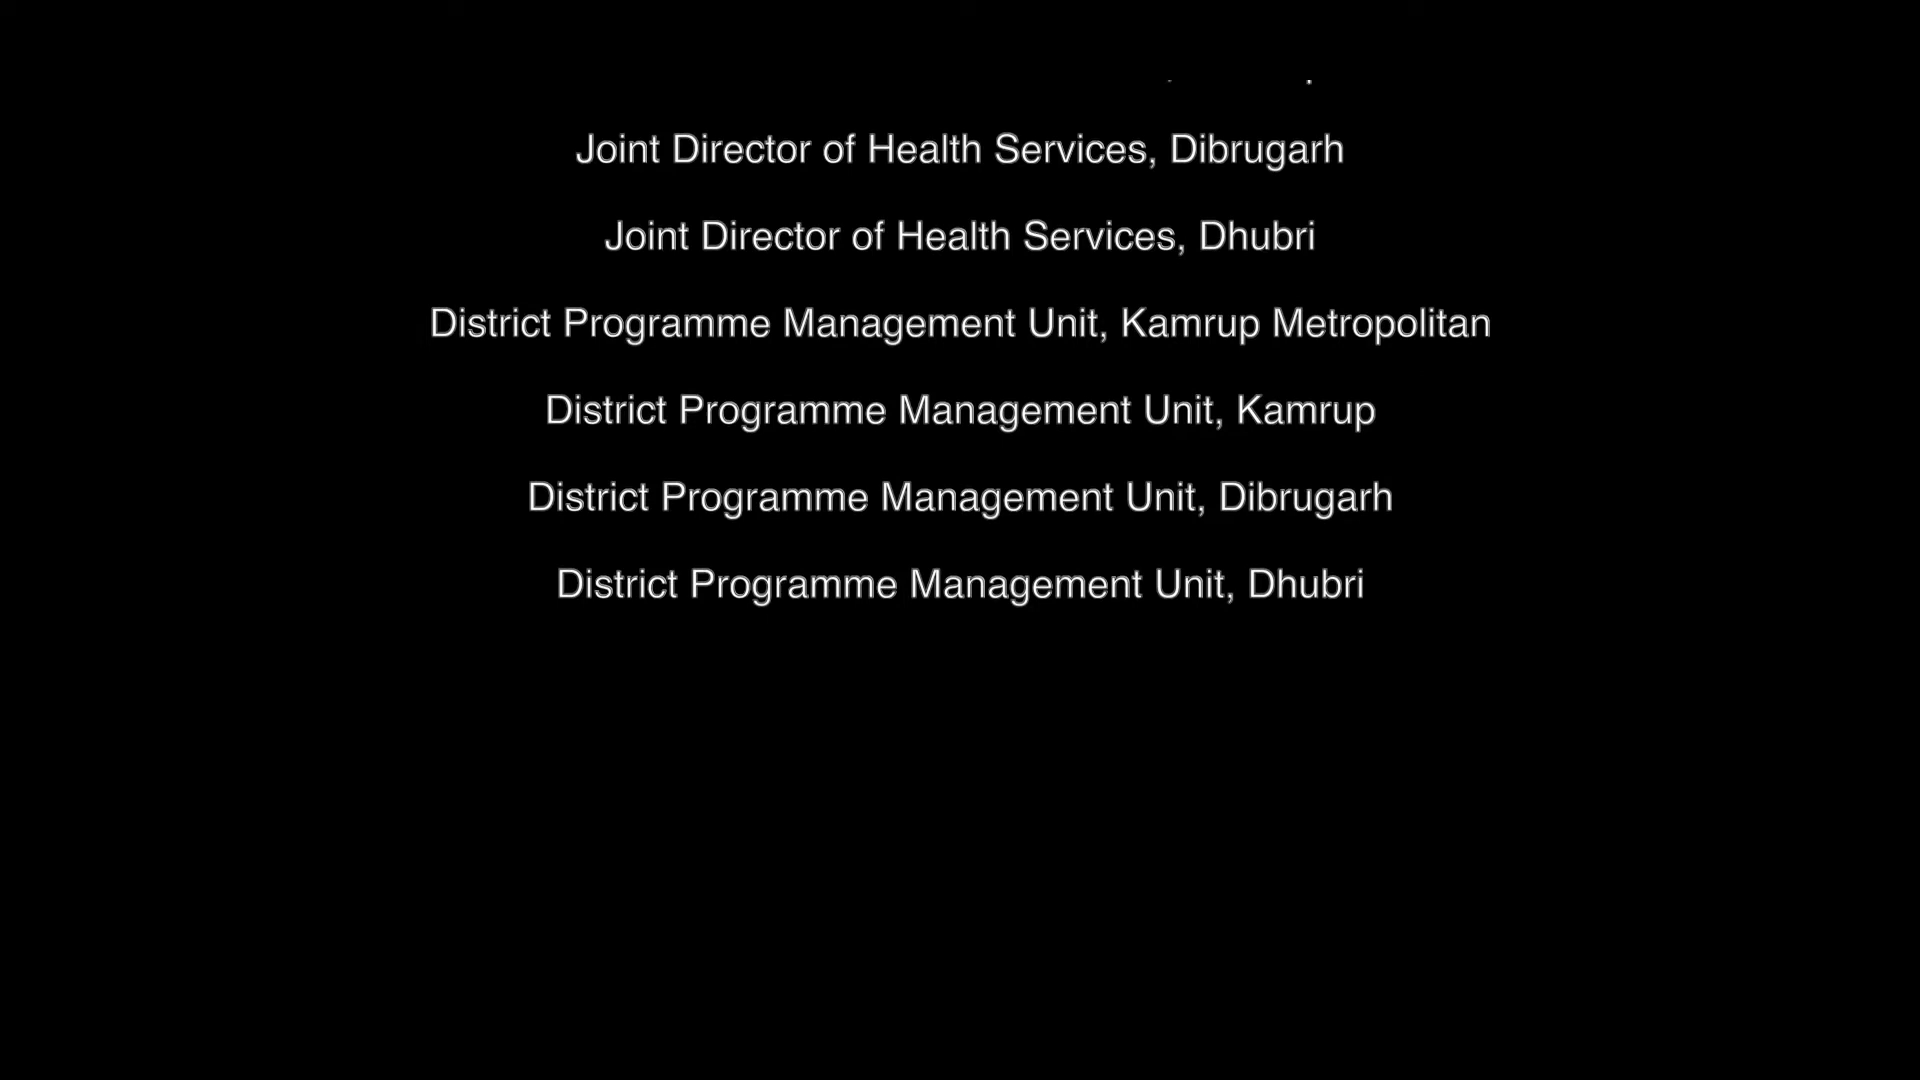 Joint Director of Health Services, Dibrugarh
Joint Director of Health Services, Dhubri
District Programme Management Unit, Kamrup Metropolitan
District Programme Management Unit, Kamrup
District Programme Management Unit, Dibrugarh
District Programme Management Unit, Dhubri